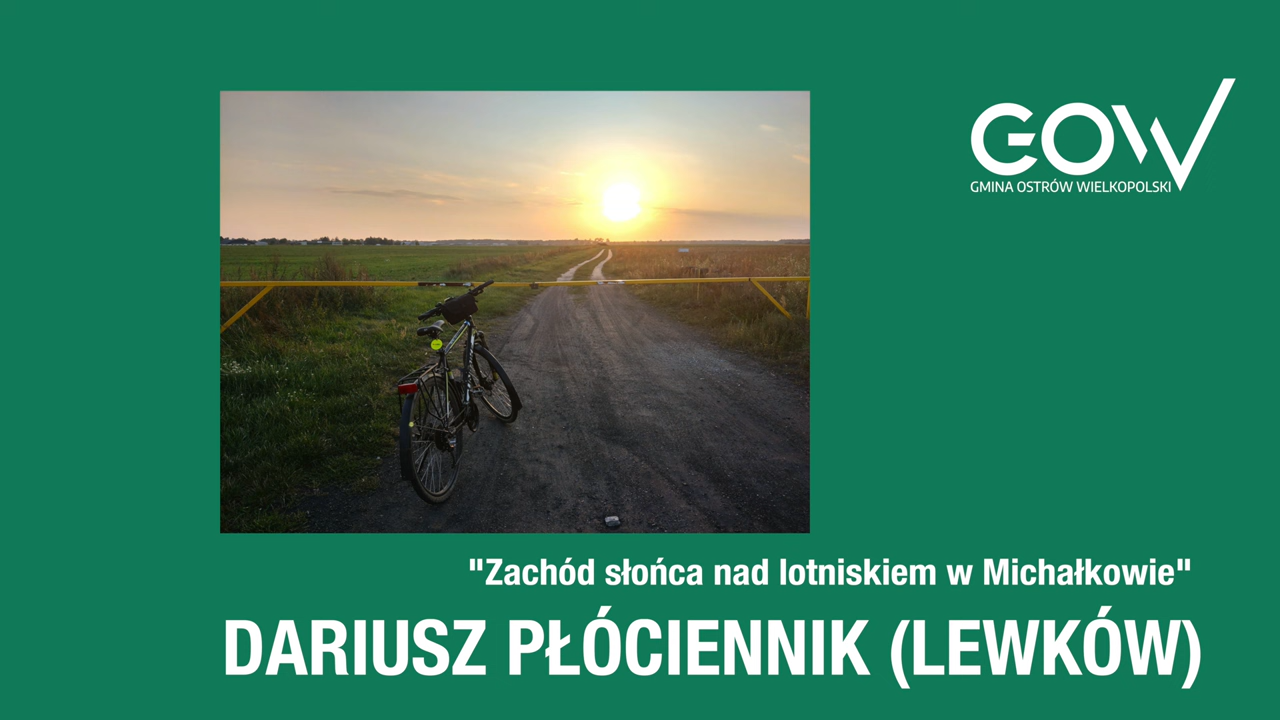 GOW
GMINA OSTRÓW WIELKOPOLSKI
"Zachód słońca nad lotniskiem w Michałkowie"
DARIUSZ PŁÓCIENNIK (LEWKÓW)